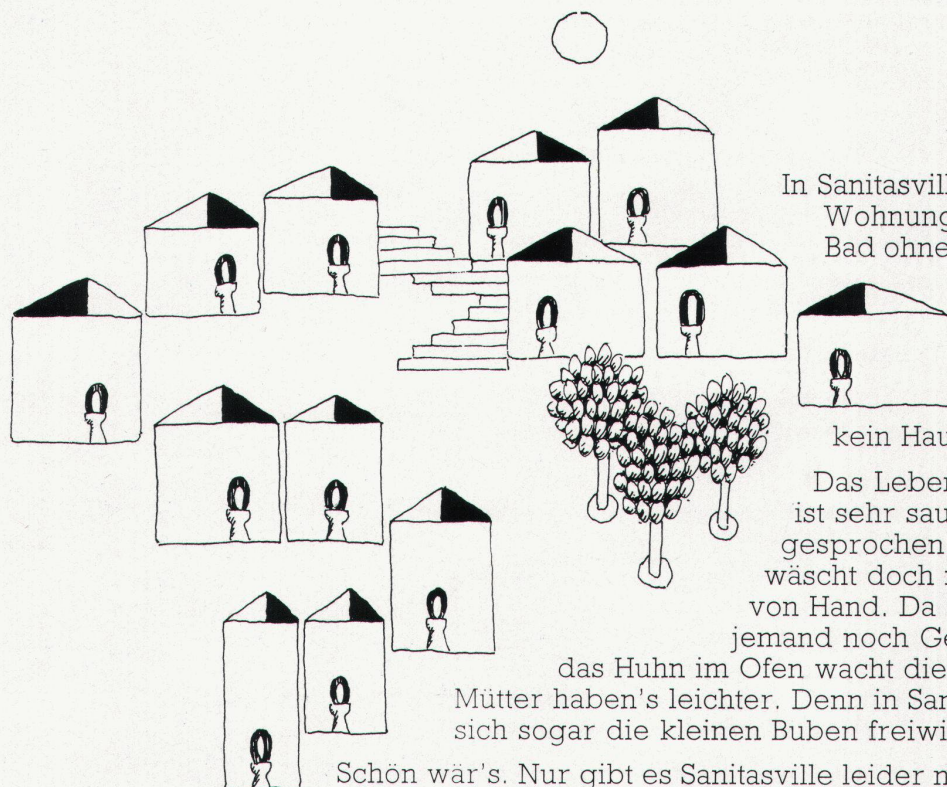 In Sanitasvill
Wohnung
Bad ohne
kein Hau
Das Leben
ist sehr sau
gesprochen
wäscht doch
von Hand. Da
jemand noch Ge
das Huhn im Ofen wacht die
Mütter haben's leichter. Denn in San
sich sogar die kleinen Buben freiwi
Schön wär's. Nur gibt es Sanitasville leider n